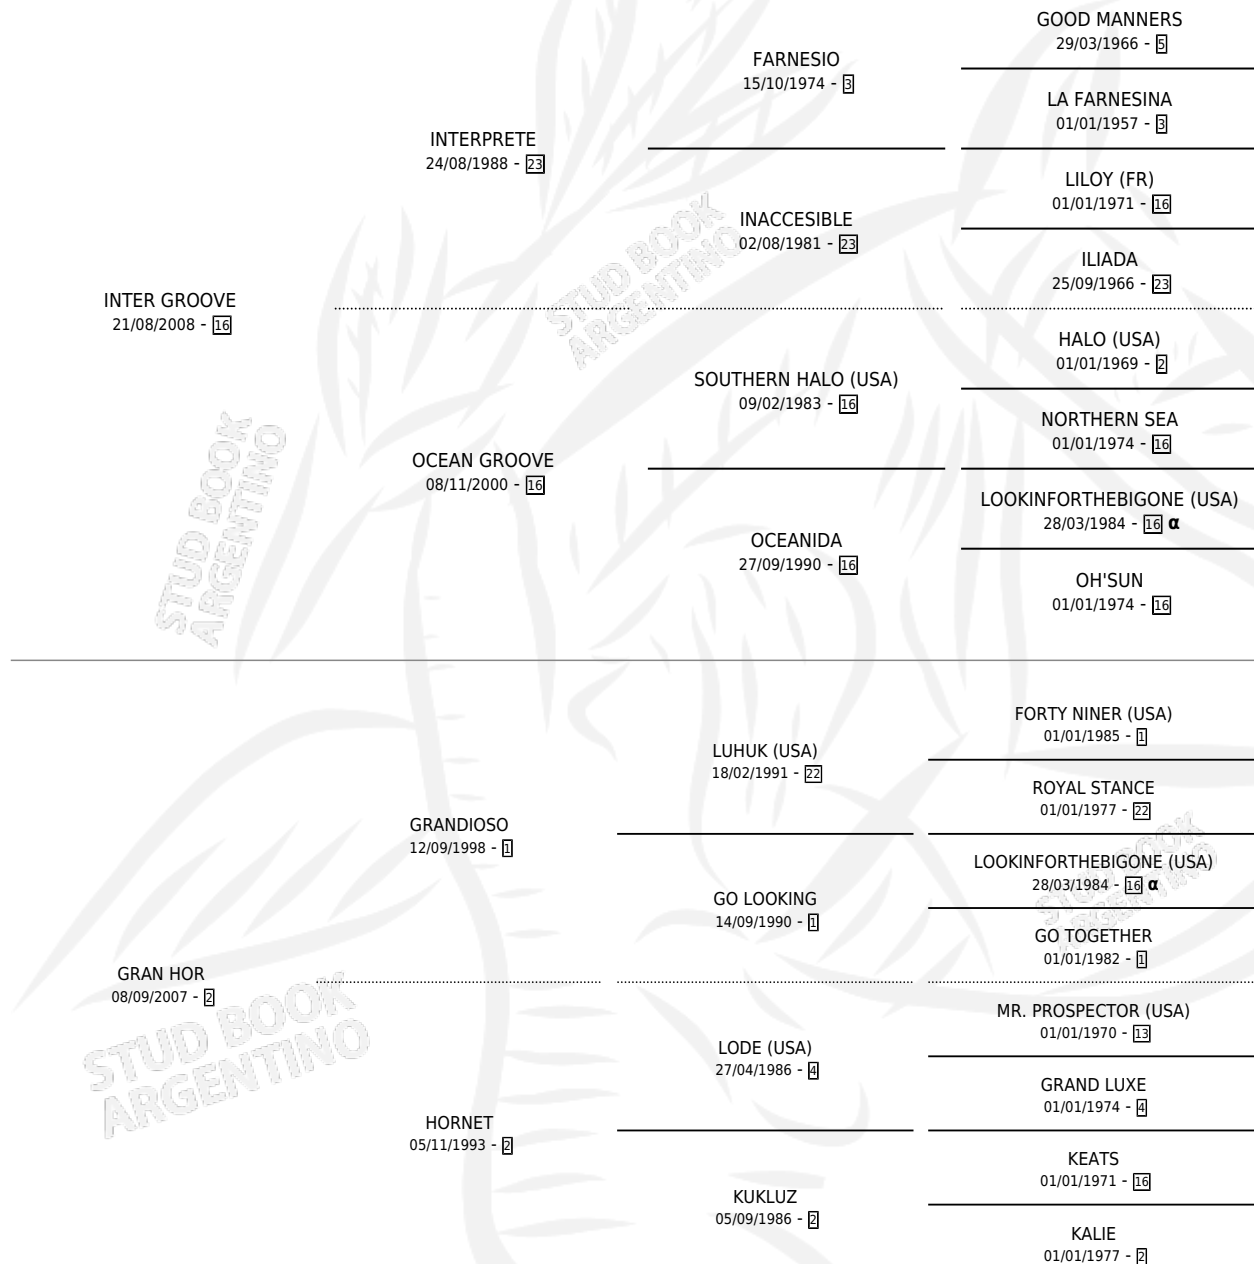 GOOD MANNERS
29/03/1966 - 5
FARNESIO
15/10/1974 - 3
LA FARNESINA
01/01/1957 - 3
INTERPRETE
24/08/1988 - 23
LILOY (FR)
01/01/1971 - 16
INACCESIBLE
02/08/1981 - 23
ILIADA
25/09/1966 - 23
INTER GROOVE
21/08/2008 - 16
HALO (USA)
01/01/1969 - 2
SOUTHERN HALO (USA)
09/02/1983 - 16
NORTHERN SEA
01/01/1974 - 16
OCEAN GROOVE
08/11/2000 - 16
LOOKINFORTHEBIGONE (USA)
28/03/1984 - 16 α
OCEANIDA
27/09/1990 - 16
OH'SUN
01/01/1974 - 16
FORTY NINER (USA)
01/01/1985 - 1
LUHUK (USA)
18/02/1991 - 22
ROYAL STANCE
01/01/1977 - 22
GRANDIOSO
12/09/1998 - 1
LOOKINFORTHEBIGONE (USA)
28/03/1984 - 16 α
GO LOOKING
14/09/1990 - 1
GO TOGETHER
01/01/1982 - 1
GRAN HOR
08/09/2007 - 2
MR. PROSPECTOR (USA)
01/01/1970 - 13
LODE (USA)
27/04/1986 - 4
GRAND LUXE
01/01/1974 - 4
HORNET
05/11/1993 - 2
KEATS
01/01/1971 - 16
KUKLUZ
05/09/1986 - 2
KALIE
01/01/1977 - 2
STUD BOOK
ARGENTINO
STUD BOOK
ARGENTINO
STUD BOOK
ARGENTINO
STUD BOOK
ARGENTINO